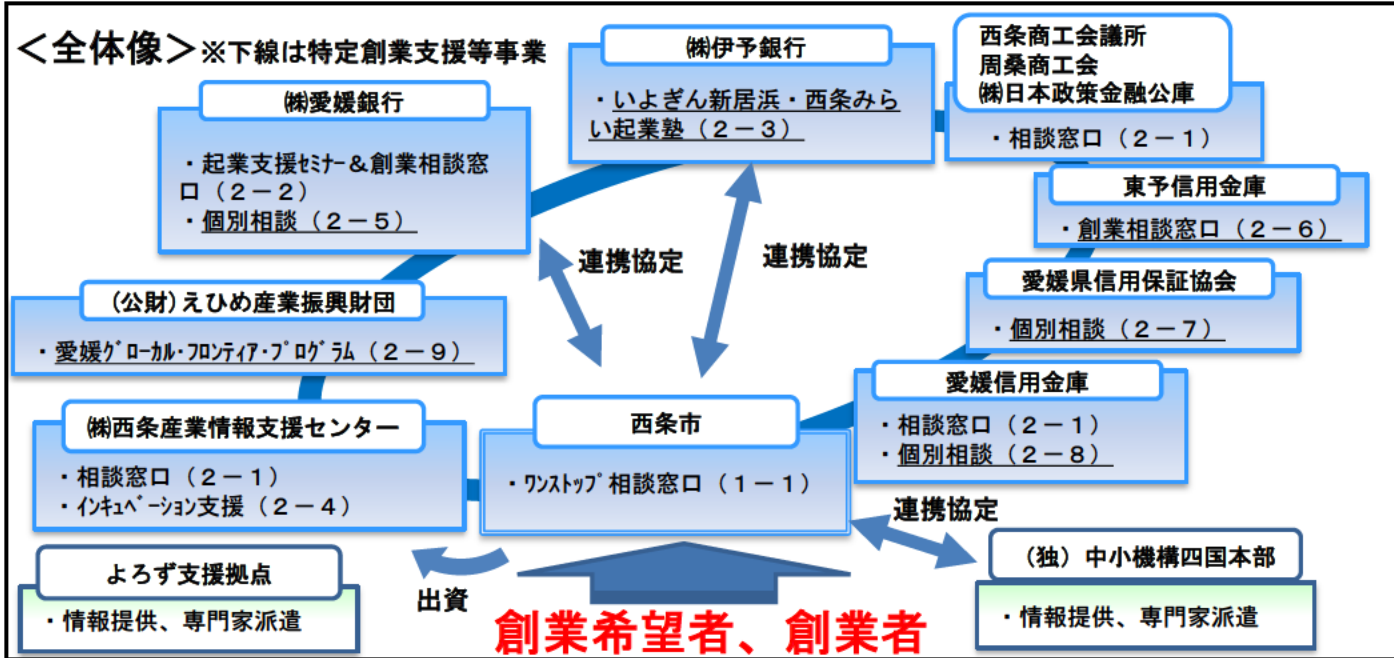 ＜全体像＞※下線は特定創業支援等事業
㈱愛媛銀行
・起業支援ｾﾐﾅｰ＆創業相談窓
口（２－２）
・個別相談（２－５）
㈱伊予銀行
・いよぎん新居浜・西条みら
い起業塾（２－３）
西条商工会議所
周桑商工会
㈱日本政策金融公庫
・相談窓口（２－１）
東予信用金庫
・創業相談窓口（２－６）
連携協定
連携協定
(公財)えひめ産業振興財団
・愛媛ｸﾞﾛｰｶﾙ・ﾌﾛﾝﾃｨｱ・ﾌﾟﾛｸﾞﾗﾑ（２－９）
愛媛県信用保証協会
・個別相談（２－７）
愛媛信用金庫
・相談窓口（２－１）
・個別相談（２－８）
㈱西条産業情報支援センター
・相談窓口（２－１）
・ｲﾝｷｭﾍﾞｰｼｮﾝ支援（２－４）
西条市
・ﾜﾝｽﾄｯﾌﾟ相談窓口（１－１）
連携協定
よろず支援拠点
・情報提供、専門家派遣
出資
（独）中小機構四国本部
・情報提供、専門家派遣
創業希望者、創業者